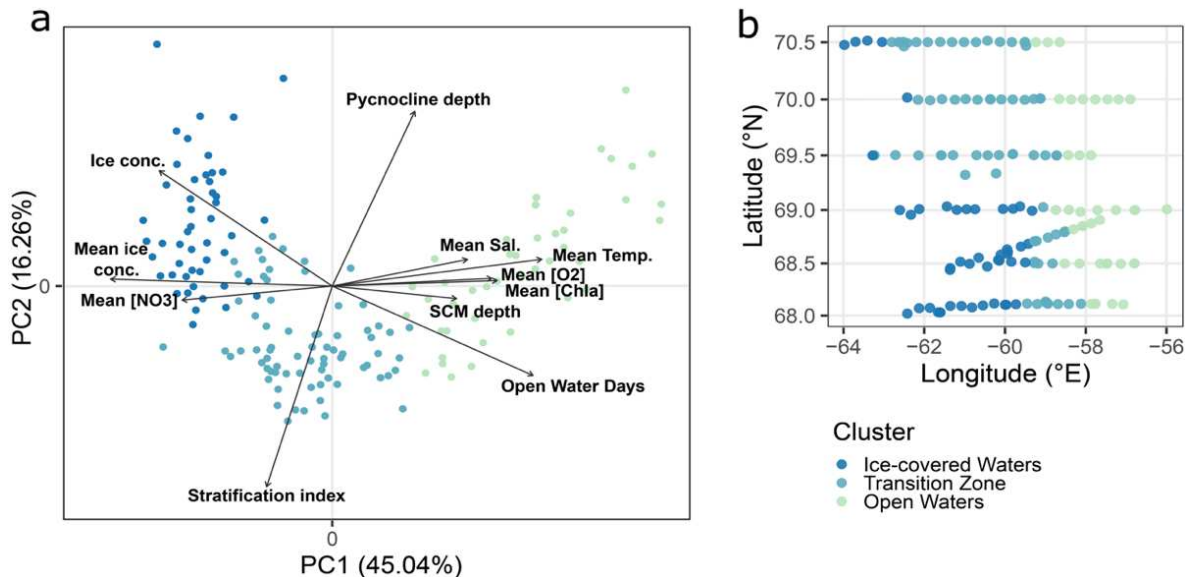 a
Pycnocline depth
Ice conc.
Mean Sal.
Mean Temp.
Mean ice
conc.
Mean [O2]
Mean [Chla]
Mean [NO3]
SCM depth
Open Water Days
Stratification index
PC2 (16.26%)
0
0
PC1 (45.04%)
b
70.5
70.0
69.5
69.0
68.5
68.0
Latitude (°N)
−64 −62 −60 −58 −56
Longitude (°E)
Cluster
Ice-covered Waters
Transition Zone
Open Waters